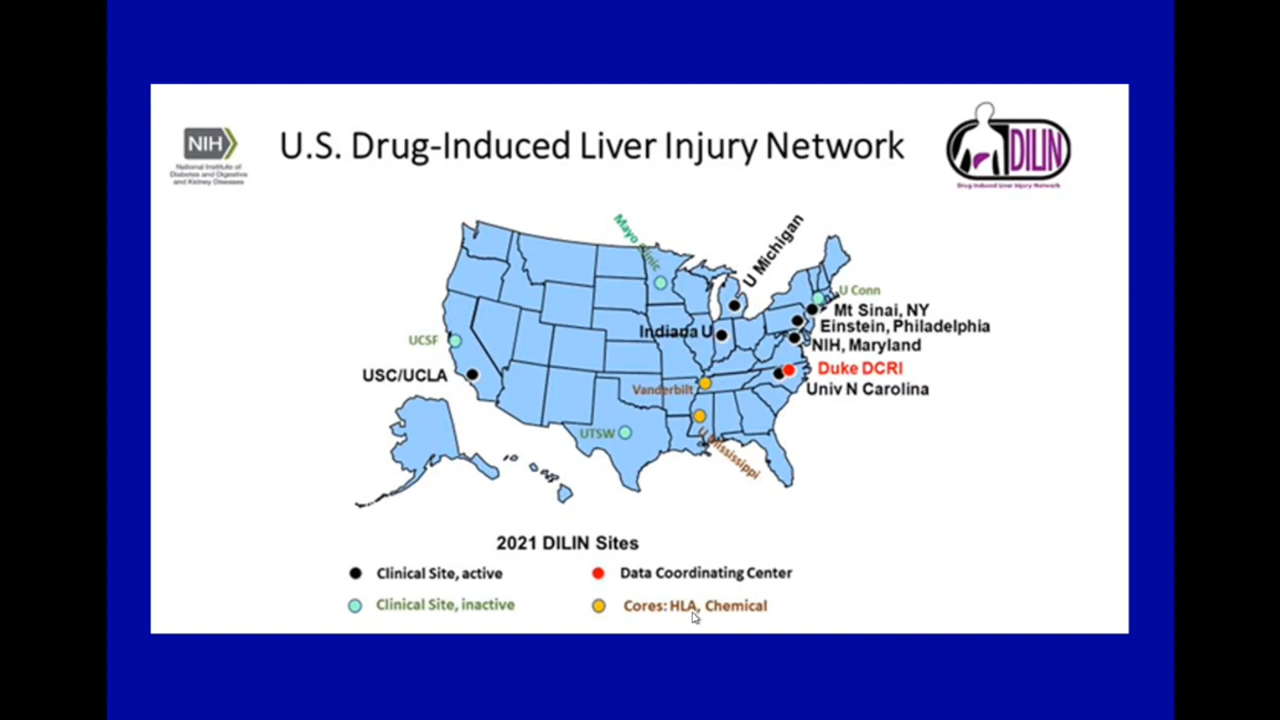 NIH
National Institute of
Diabetes and Digestive
and Kidney Diseases
U.S. Drug-Induced Liver Injury Network
DILIN
Drug Induced Liver Injury Network
Mayo Clinic
U Michigan
U Conn
Mt Sinai, NY
Einstein, Philadelphia
Indiana U
NIH, Maryland
UCSF
USC/UCLA
Duke DCRI
Univ N Carolina
Vanderbilt
UTSW
U Mississippi
2021 DILIN Sites
Clinical Site, active
Data Coordinating Center
Clinical Site, inactive
Cores: HLA, Chemical